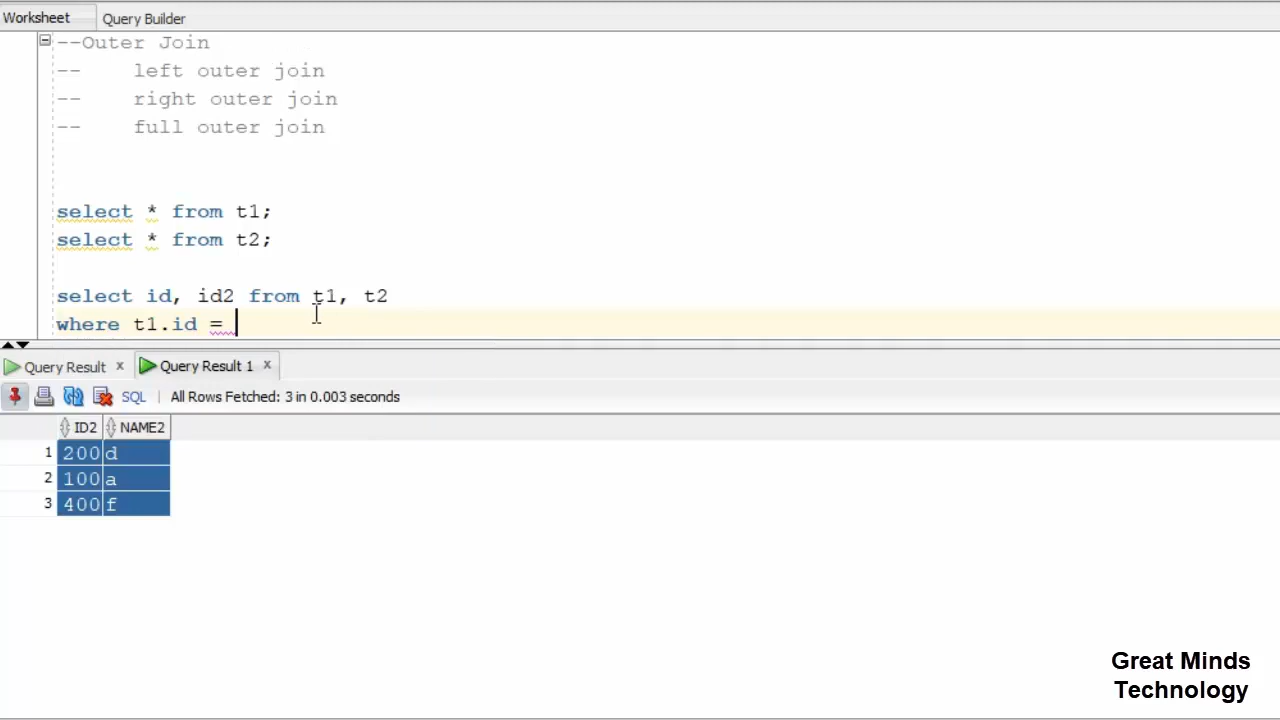 Worksheet Query Builder
--Outer Join
-- left outer join
-- right outer join
-- full outer join
select * from t1;
select * from t2;
select id, id2 from t1, t2
where t1.id =
Query Result x Query Result 1 x
SQL | All Rows Fetched: 3 in 0.003 seconds
ID2 NAME2
1 200 d
2 100 a
3 400 f
Great Minds
Technology